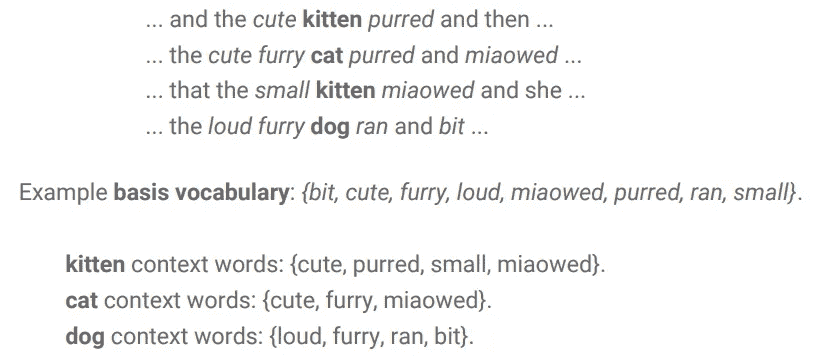 ... and the cute kitten purred and then ...
... the cute furry cat purred and miaowed ...
... that the small kitten miaowed and she ...
... the loud furry dog ran and bit ...
Example basis vocabulary: {bit, cute, furry, loud, miaowed, purred, ran, small}.
kitten context words: {cute, purred, small, miaowed}.
cat context words: {cute, furry, miaowed}.
dog context words: {loud, furry, ran, bit}.